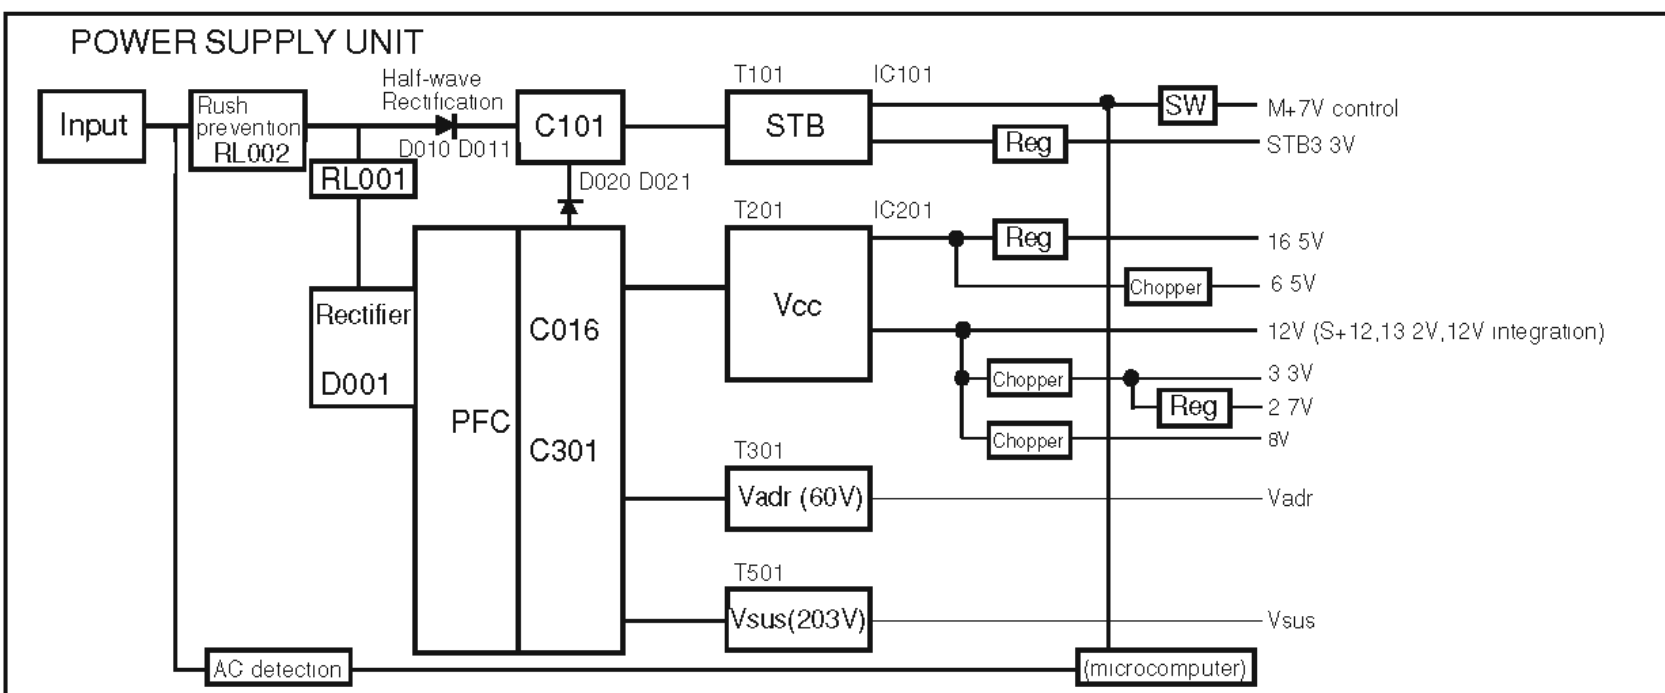 POWER SUPPLY UNIT
Half-wave
Rectification
T101
IC101
Input
Rush
prevention
RL002
C101
STB
SW
M+7V control
D010 D011
Reg
STB3 3V
RL001
D020 D021
T201
IC201
Reg
16 5V
Chopper
6 5V
Rectifier
D001
PFC
C016
C301
Vcc
12V (S+12,13 2V,12V integration)
Chopper
3 3V
Reg
2 7V
Chopper
8V
T301
Vadr (60V)
Vadr
T501
Vsus(203V)
Vsus
AC detection
(microcomputer)